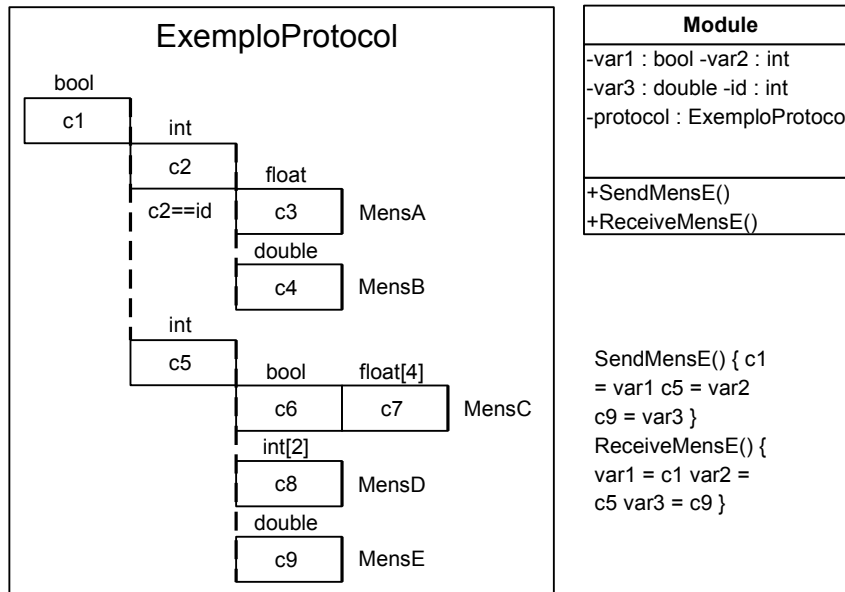 ExemploProtocol
bool
c1
int
c2
c2==id
float
c3 MensA
double
c4 MensB
int
c5
bool float[4]
c6 c7 MensC
int[2]
c8 MensD
double
c9 MensE
Module
-var1 : bool -var2 : int
-var3 : double -id : int
-protocol : ExemploProtoco
+SendMensE()
+ReceiveMensE()
SendMensE() { c1
= var1 c5 = var2
c9 = var3 }
ReceiveMensE() {
var1 = c1 var2 =
c5 var3 = c9 }